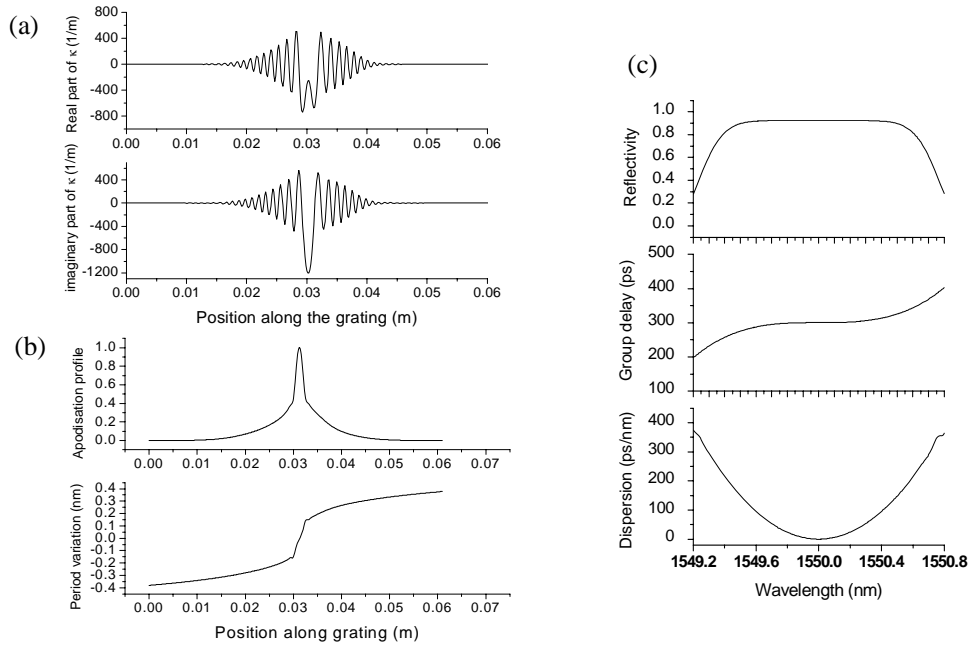 (a)
Real part of κ (1/m)
800
400
0
-400
-800
0.00 0.01 0.02 0.03 0.04 0.05 0.06
imaginary part of κ (1/m)
400
0
-400
-800
-1200
0.00 0.01 0.02 0.03 0.04 0.05 0.06
Position along the grating (m)
(b)
Apodisation profile
1.0
0.8
0.6
0.4
0.2
0.0
0.00 0.01 0.02 0.03 0.04 0.05 0.06 0.07
Period variation (nm)
0.4
0.3
0.2
0.1
0.0
-0.1
-0.2
-0.3
-0.4
0.00 0.01 0.02 0.03 0.04 0.05 0.06 0.07
Position along grating (m)
(c)
Reflectivity
1.0
0.8
0.6
0.4
0.2
0.0
Group delay (ps)
500
400
300
200
100
Dispersion (ps/nm)
400
300
200
100
0
1549.2 1549.6 1550.0 1550.4 1550.8
Wavelength (nm)